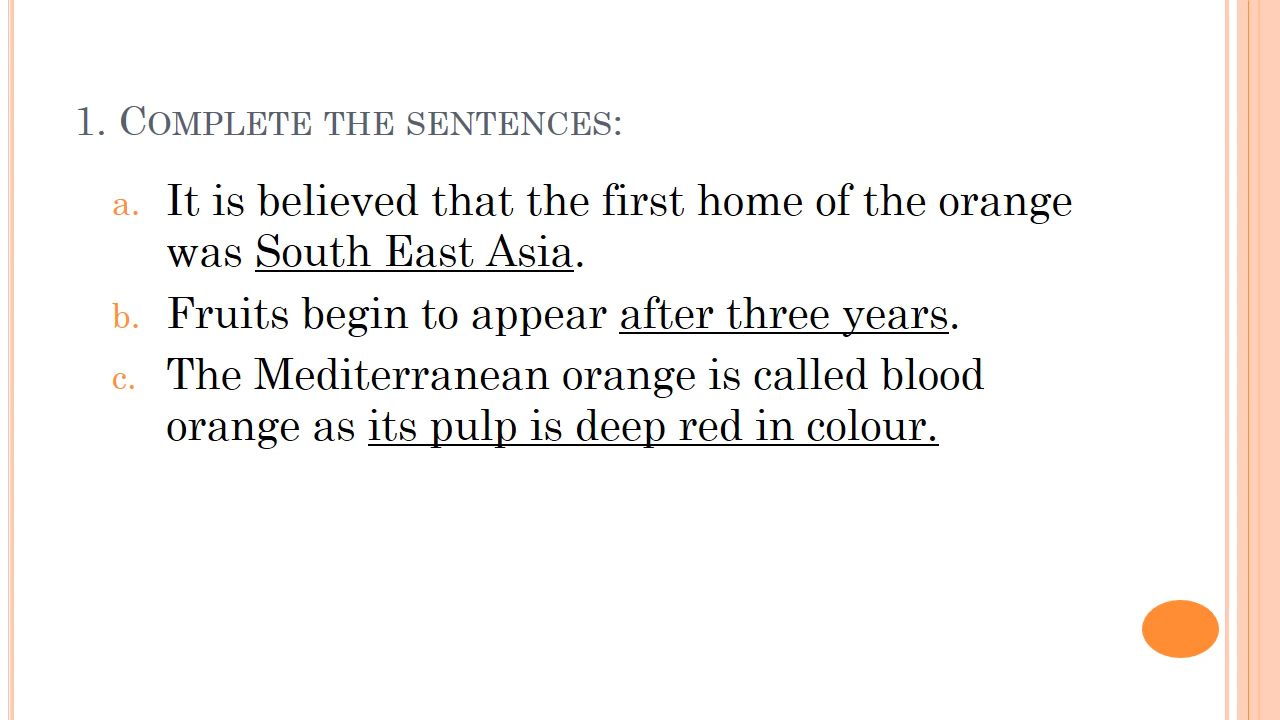 1. COMPLETE THE SENTENCES:
a. It is believed that the first home of the orange
was South East Asia.
b. Fruits begin to appear after three years.
c. The Mediterranean orange is called blood
orange as its pulp is deep red in colour.